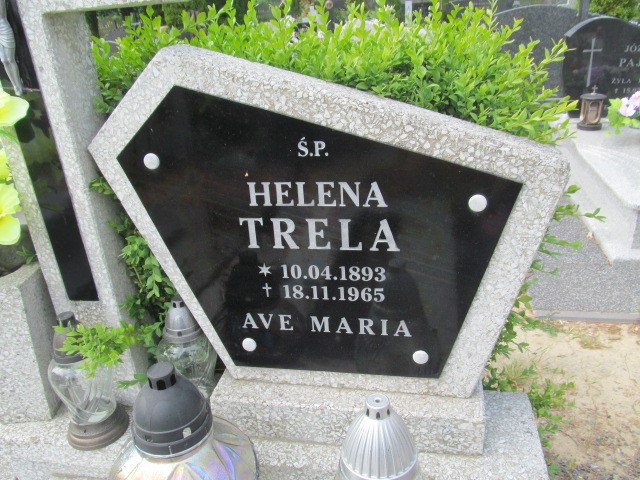 Ś.P.
HELENA
TRELA
* 10.04.1893
† 18.11.1965
AVE MARIA